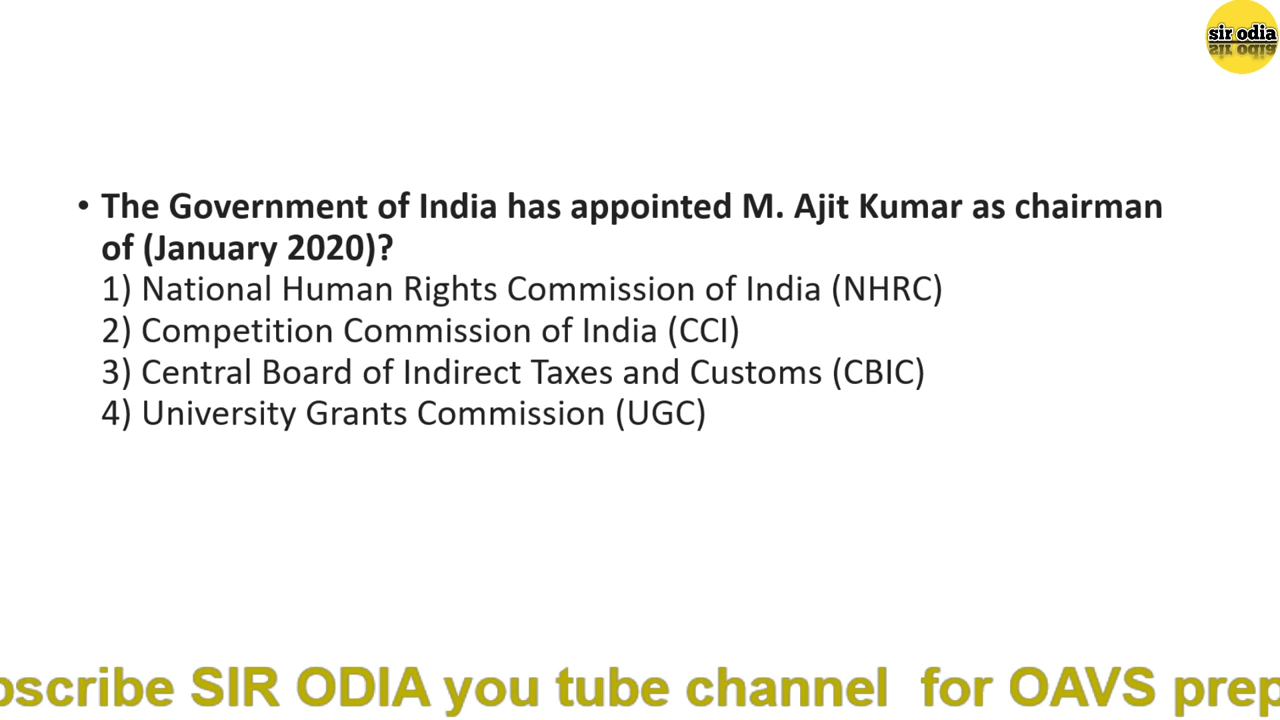 sir odia
• The Government of India has appointed M. Ajit Kumar as chairman
of (January 2020)?
1) National Human Rights Commission of India (NHRC)
2) Competition Commission of India (CCI)
3) Central Board of Indirect Taxes and Customs (CBIC)
4) University Grants Commission (UGC)
bscribe SIR ODIA you tube channel for OAVS prep